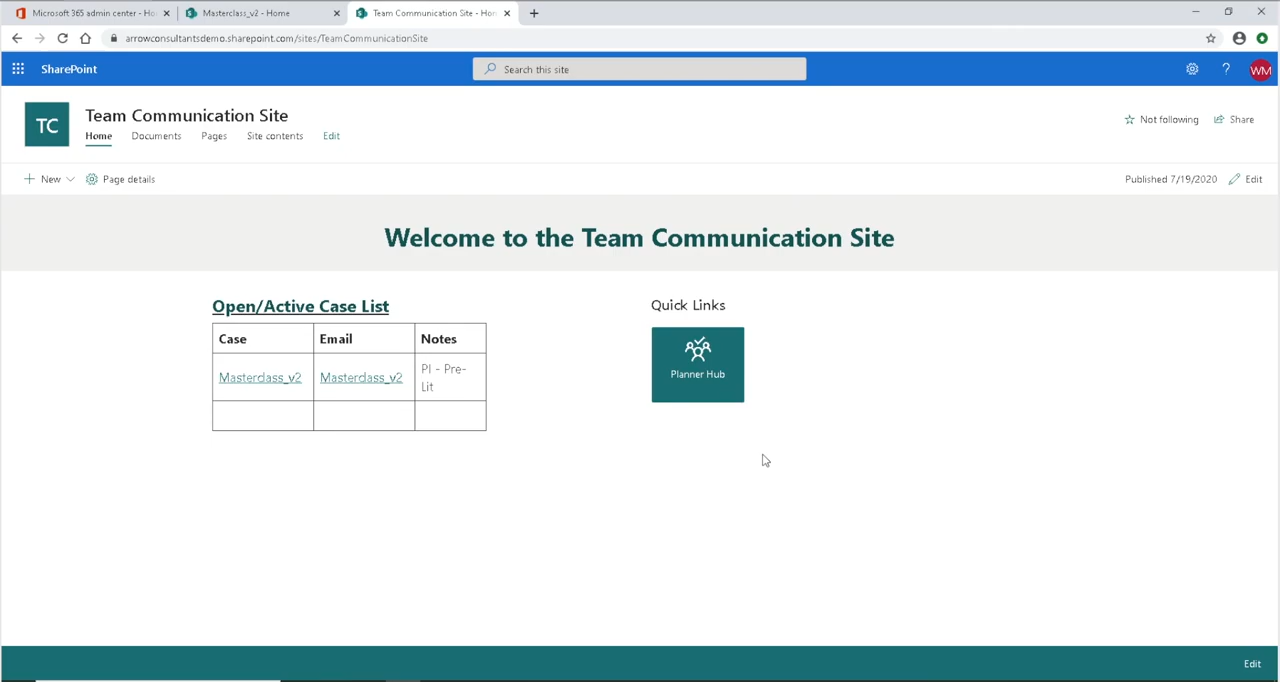 Microsoft 365 admin center - Ho
Masterclass_v2 - Home
Team Communication Site - Hom
arrowconsultantsdemo.sharepoint.com/sites/TeamCommunicationSite
SharePoint
Search this site
?
WM
TC
Team Communication Site
Home Documents Pages Site contents Edit
Not following
Share
New
Page details
Published 7/19/2020
Edit
Welcome to the Team Communication Site
Open/Active Case List
Case Email Notes
Masterclass_v2 Masterclass_v2 PI - Pre-
Lit
Quick Links
Planner Hub
Edit